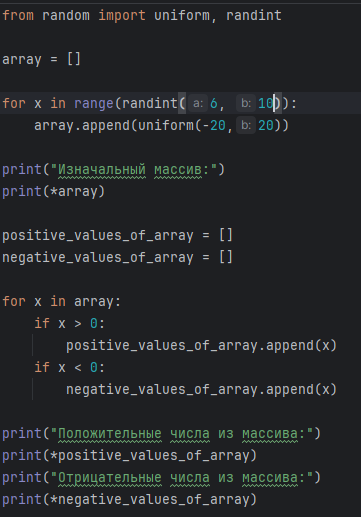 from random import uniform, randint
array = []
for x in range(randint(a: 6, b: 10)):
array.append(uniform(-20, b: 20))
print("Изначальный массив:")
print(*array)
positive_values_of_array = []
negative_values_of_array = []
for x in array:
if x > 0:
positive_values_of_array.append(x)
if x < 0:
negative_values_of_array.append(x)
print("Положительные числа из массива:")
print(*positive_values_of_array)
print("Отрицательные числа из массива:")
print(*negative_values_of_array)